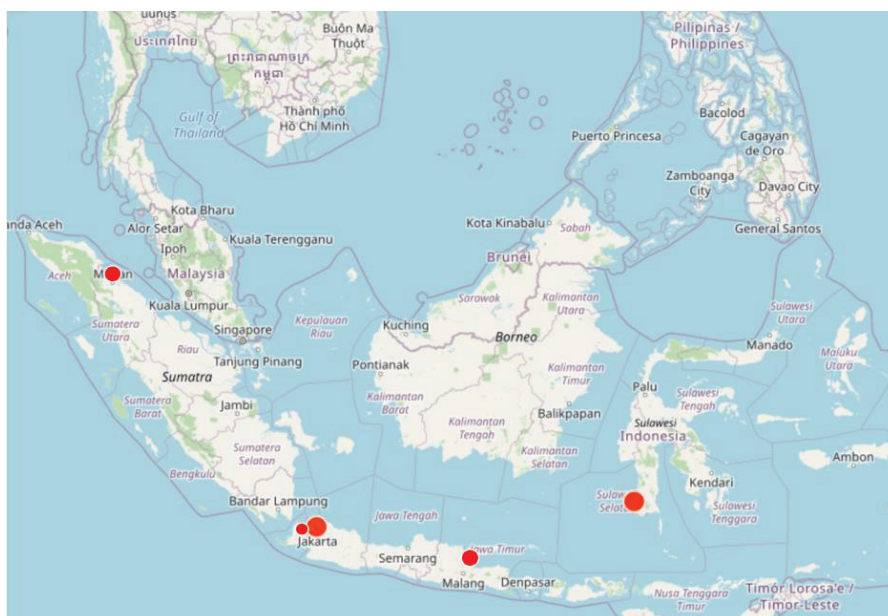 ประเทศไทย
ព្រះរាជាណាចក្រ
កម្ពុជា
Buôn Ma
Thuột
Pilipinas /
Philippines
Gulf of
Thailand
Thành phố
Hồ Chí Minh
Bacolod
Puerto Princesa
Cagayan
de Oro
Zamboanga
City
Davao City
General Santos
Kota Bharu
Alor Setar
Ipoh
Kuala Terengganu
Kota Kinabalu
Sabah
Brunei
anda Aceh
Aceh
Malaysia
Kuala Lumpur
Sumatera
Utara
Singapore
Kepulauan
Riau
Kuching
Sarawak
Kalimantan
Utara
Sulawesi
Utara
Manado
Riau
Tanjung Pinang
Sumatra
Pontianak
Borneo
Kalimantan
Timur
Maluku
Utara
Palu
Sulawesi
Tengah
Sumatera
Barat
Jambi
Kalimantan
Barat
Balikpapan
Sulawesi
Indonesia
Kalimantan
Tengah
Kalimantan
Selatan
Ambon
Sumatera
Selatan
Bengkulu
Kendari
Sulawesi
Tenggara
Bandar Lampung
Jawa Tengah
Jakarta
Semarang
Malang
Denpasar
Nusa Tenggara
Timur
Timór Lorosa'e /
Timor-Leste